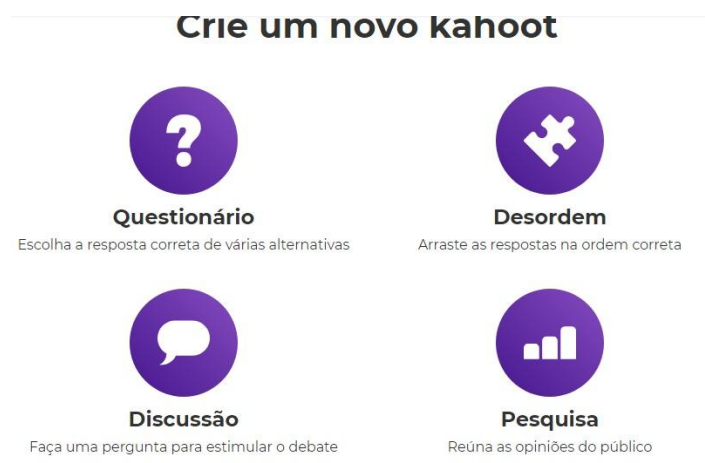 Crie um novo kahoot
Questionário
Escolha a resposta correta de várias alternativas
Desordem
Arraste as respostas na ordem correta
Discussão
Faça uma pergunta para estimular o debate
Pesquisa
Reúna as opiniões do público